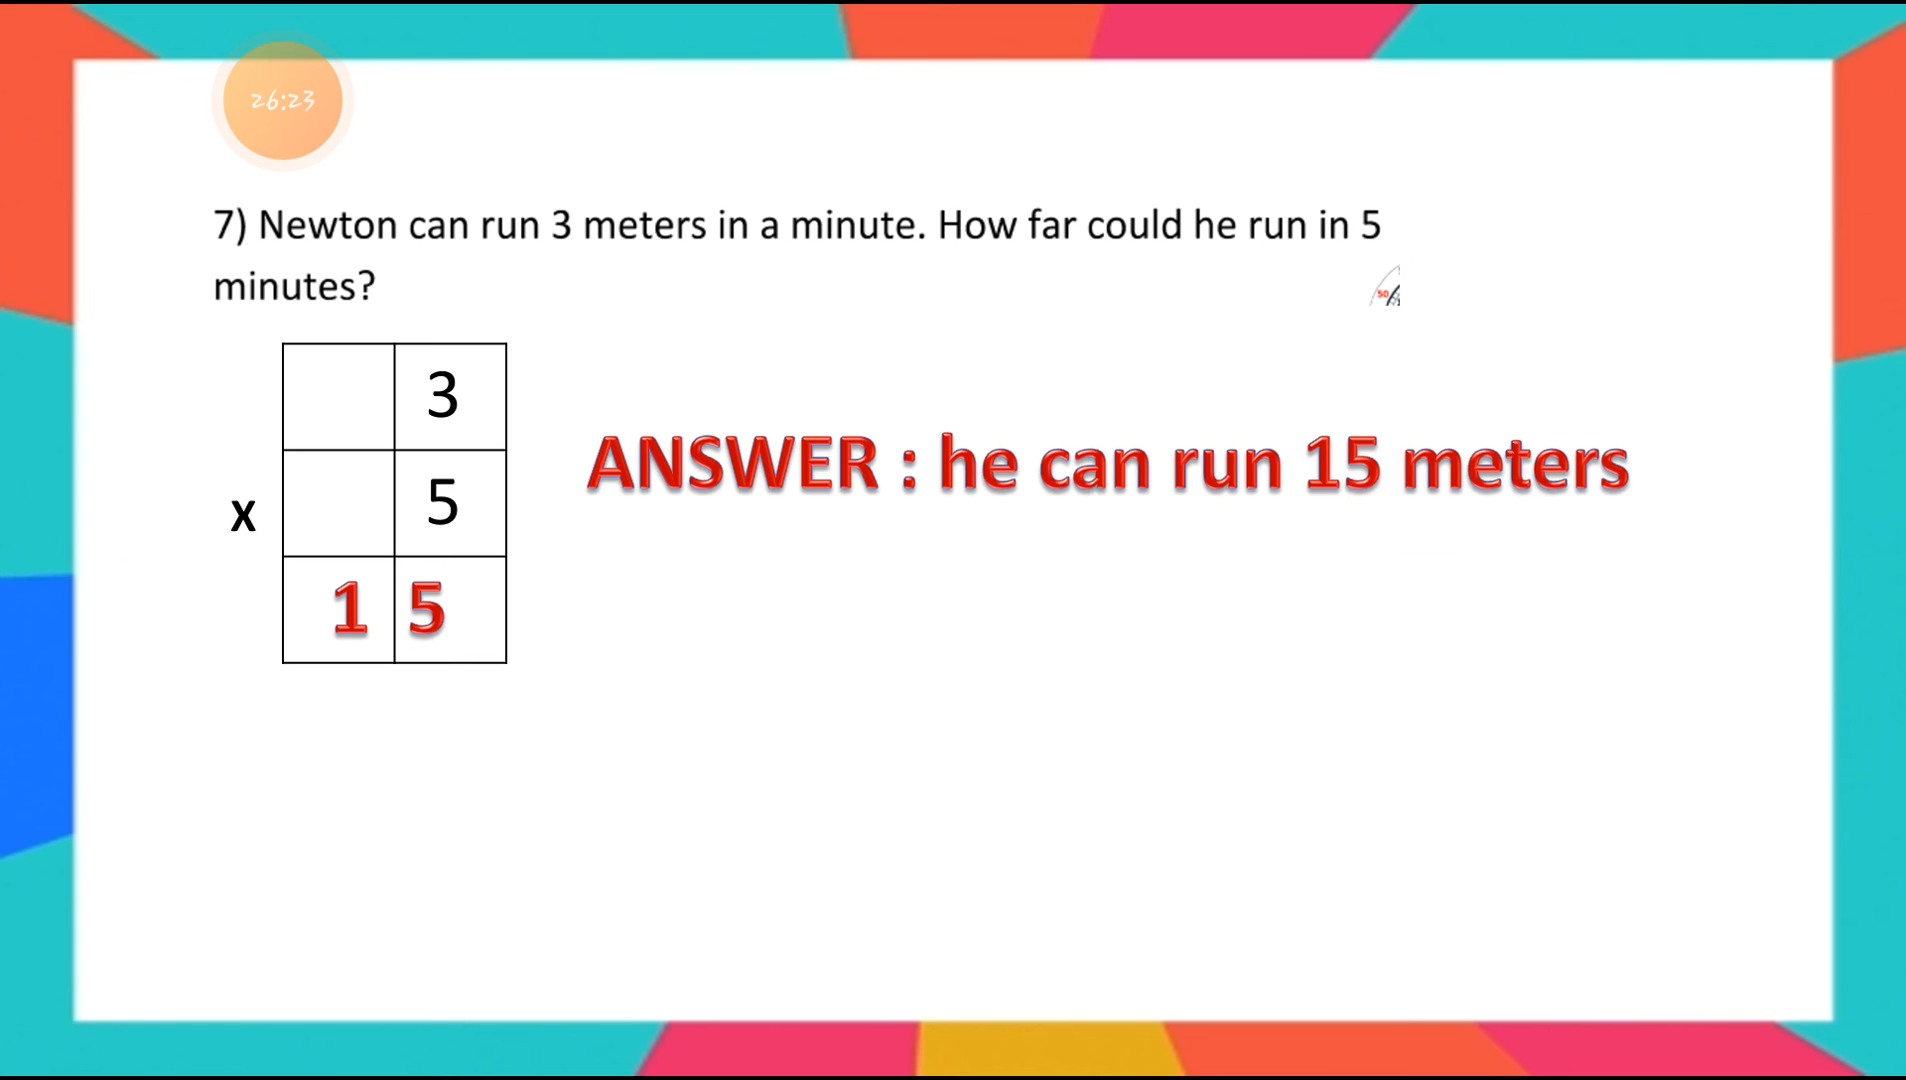 26:23
7) Newton can run 3 meters in a minute. How far could he run in 5
minutes?
50
3
ANSWER : he can run 15 meters
x 5
1 5